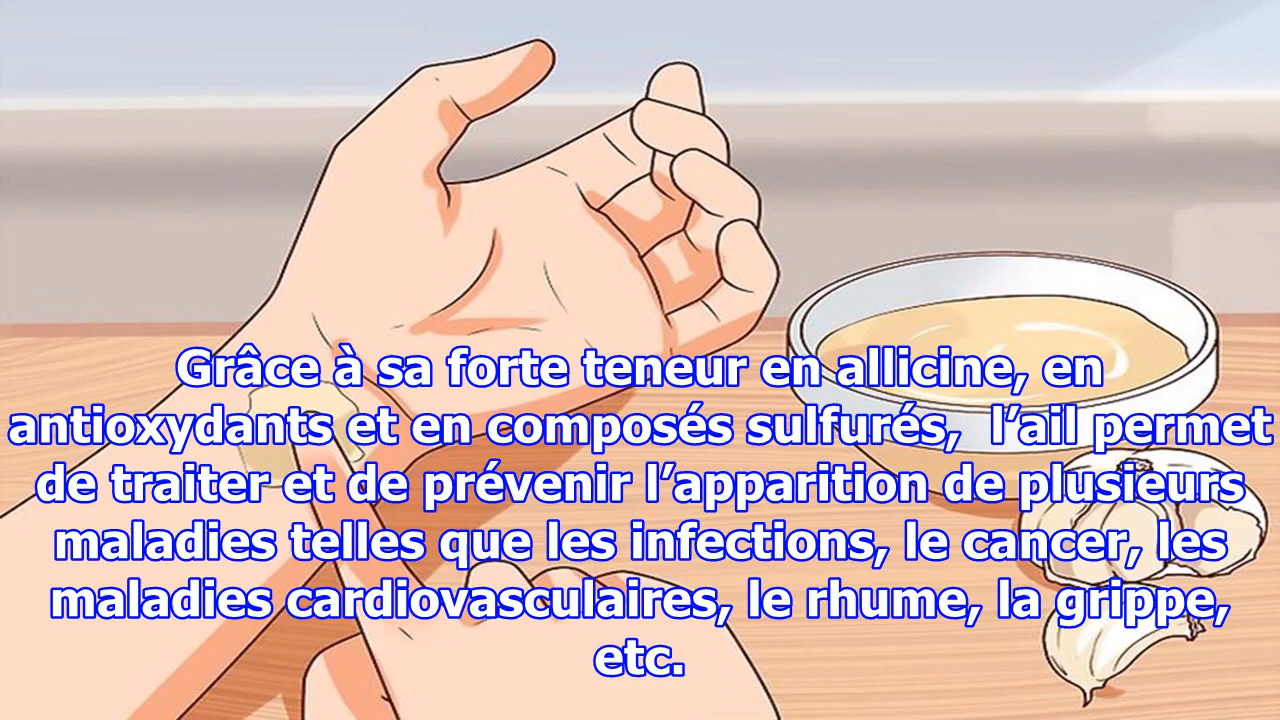 Grâce à sa forte teneur en allicine, en
antioxydants et en composés sulfurés,  l’ail permet
de traiter et de prévenir l’apparition de plusieurs
maladies telles que les infections, le cancer, les
maladies cardiovasculaires, le rhume, la grippe,
etc.